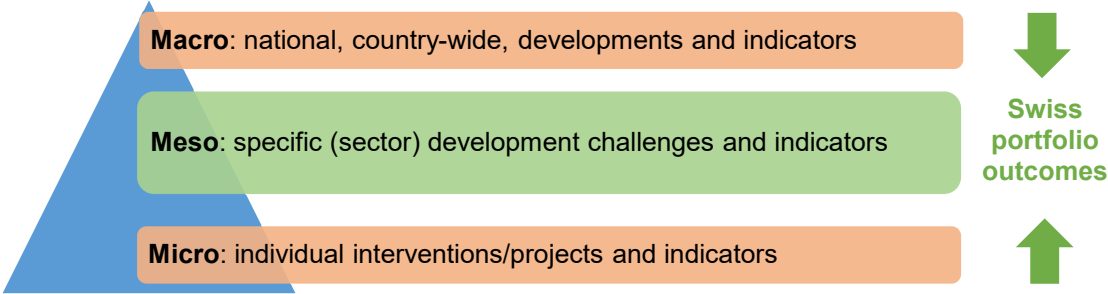 Macro: national, country-wide, developments and indicators
Meso: specific (sector) development challenges and indicators
Micro: individual interventions/projects and indicators
Swiss
portfolio
outcomes